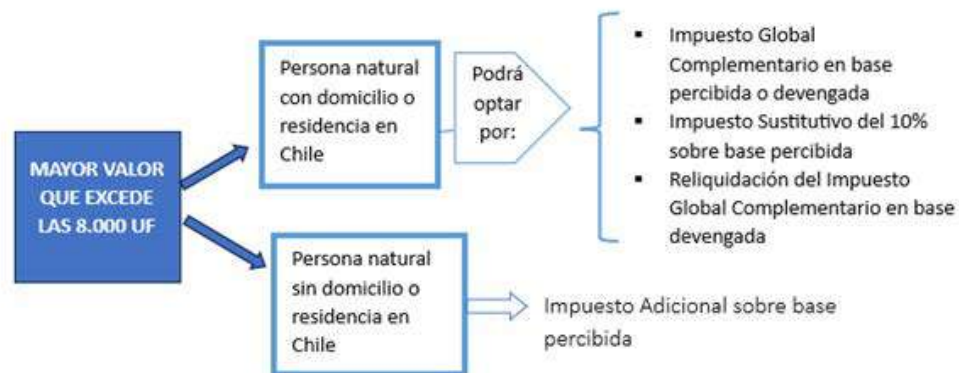 MAYOR VALOR
QUE EXCEDE
LAS 8.000 UF
Persona natural
con domicilio o
residencia en
Chile
Podrá
optar
por:
▪ Impuesto Global
Complementario en base
percibida o devengada
▪ Impuesto Sustitutivo del 10%
sobre base percibida
▪ Reliquidación del Impuesto
Global Complementario en base
devengada
Persona natural
sin domicilio o
residencia en
Chile
Impuesto Adicional sobre base
percibida